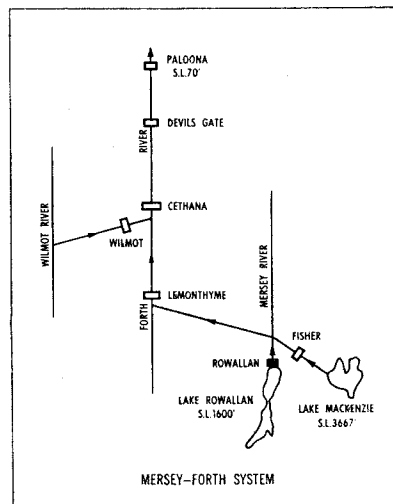 PALOONA
S.L.70'
DEVILS GATE
RIVER
CETHANA
WILMOT RIVER
WILMOT
MERSEY RIVER
LEMONTHYME
FORTH
FISHER
ROWALLAN
LAKE ROWALLAN
S.L.1600'
LAKE MACKENZIE
S.L.3667'
MERSEY-FORTH SYSTEM